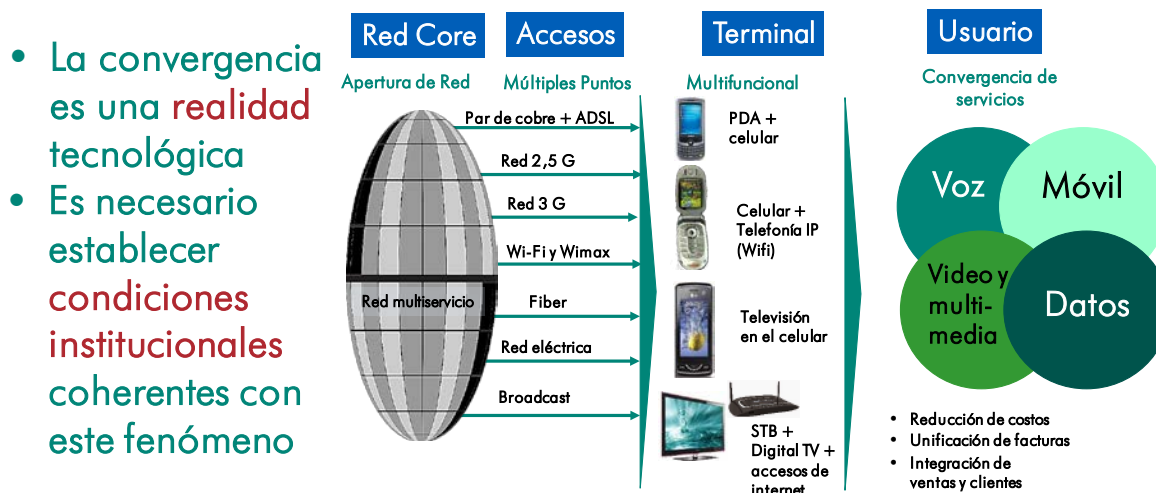 • La convergencia
es una realidad
tecnológica
• Es necesario
establecer
condiciones
institucionales
coherentes con
este fenómeno
Red Core
Apertura de Red
Red multiservicio
Accesos
Múltiples Puntos
Par de cobre + ADSL
Red 2,5 G
Red 3 G
Wi-Fi y Wimax
Fiber
Red eléctrica
Broadcast
Terminal
Multifuncional
PDA +
celular
Celular +
Telefonía IP
(Wifi)
Televisión
en el celular
STB +
Digital TV +
accesos de
internet
Usuario
Convergencia de
servicios
Voz
Móvil
Video y
multi-
media
Datos
• Reducción de costos
• Unificación de facturas
• Integración de
ventas y clientes